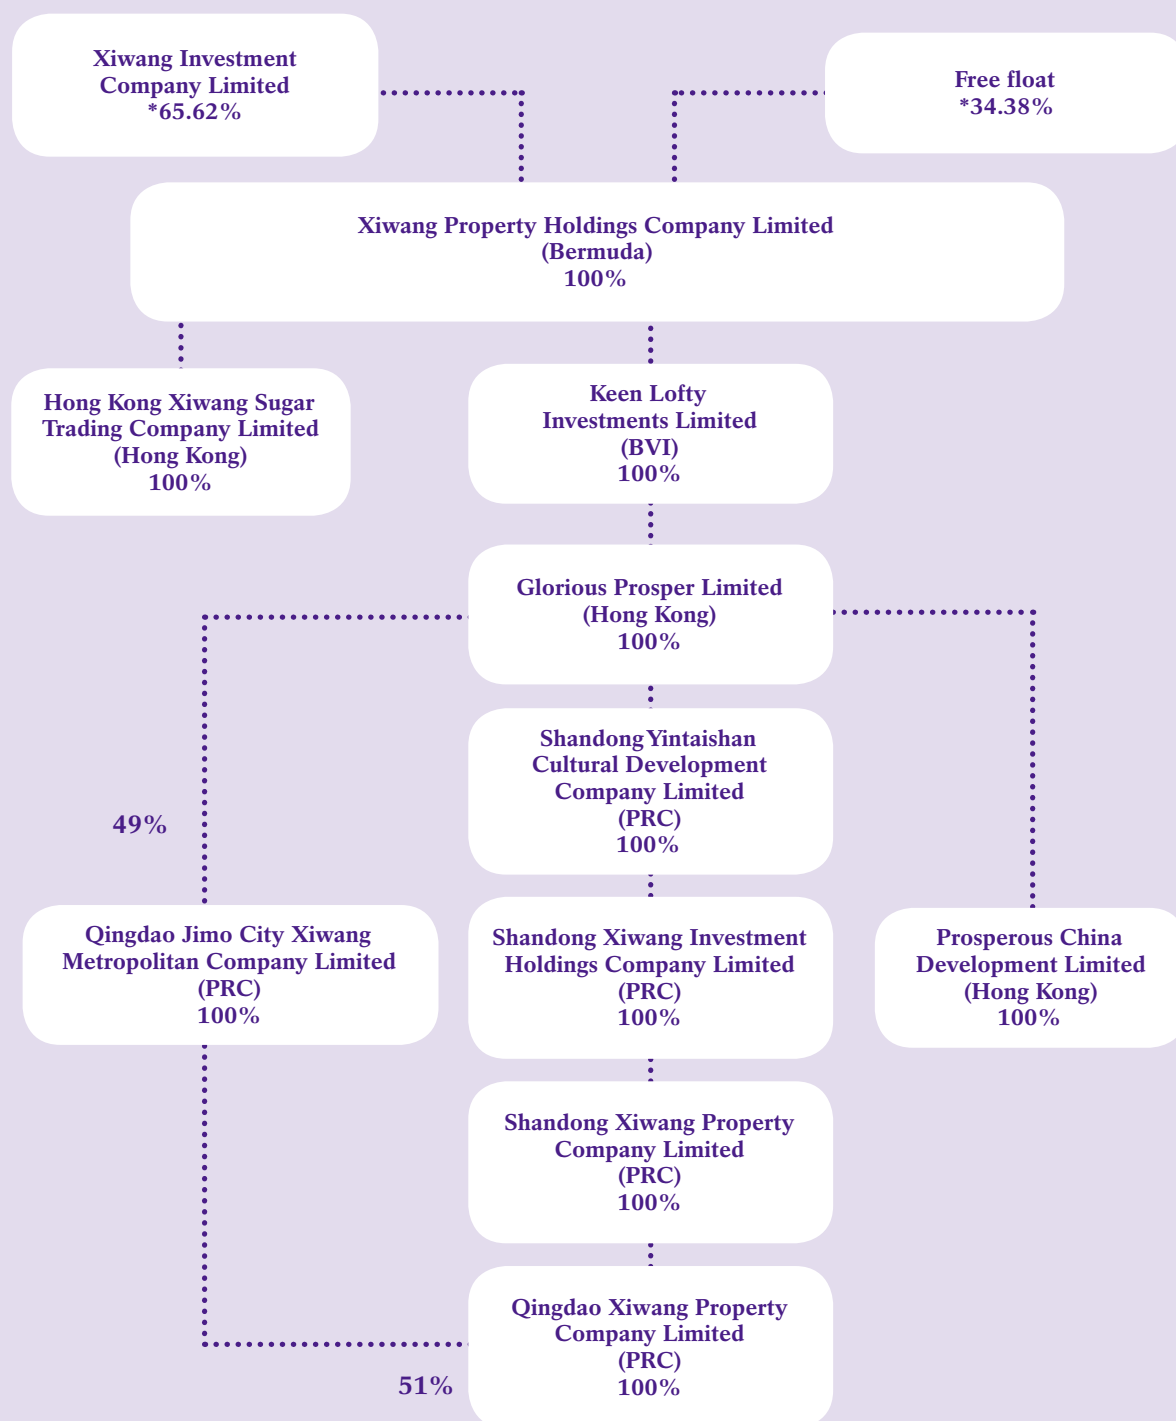 Xiwang Investment
Company Limited
*65.62%
Free float
*34.38%
Xiwang Property Holdings Company Limited
(Bermuda)
100%
Hong Kong Xiwang Sugar
Trading Company Limited
(Hong Kong)
100%
Keen Lofty
Investments Limited
(BVI)
100%
Glorious Prosper Limited
(Hong Kong)
100%
Shandong Yintaishan
Cultural Development
Company Limited
(PRC)
100%
49%
Qingdao Jimo City Xiwang
Metropolitan Company Limited
(PRC)
100%
Shandong Xiwang Investment
Holdings Company Limited
(PRC)
100%
Prosperous China
Development Limited
(Hong Kong)
100%
Shandong Xiwang Property
Company Limited
(PRC)
100%
Qingdao Xiwang Property
Company Limited
(PRC)
100%
51%